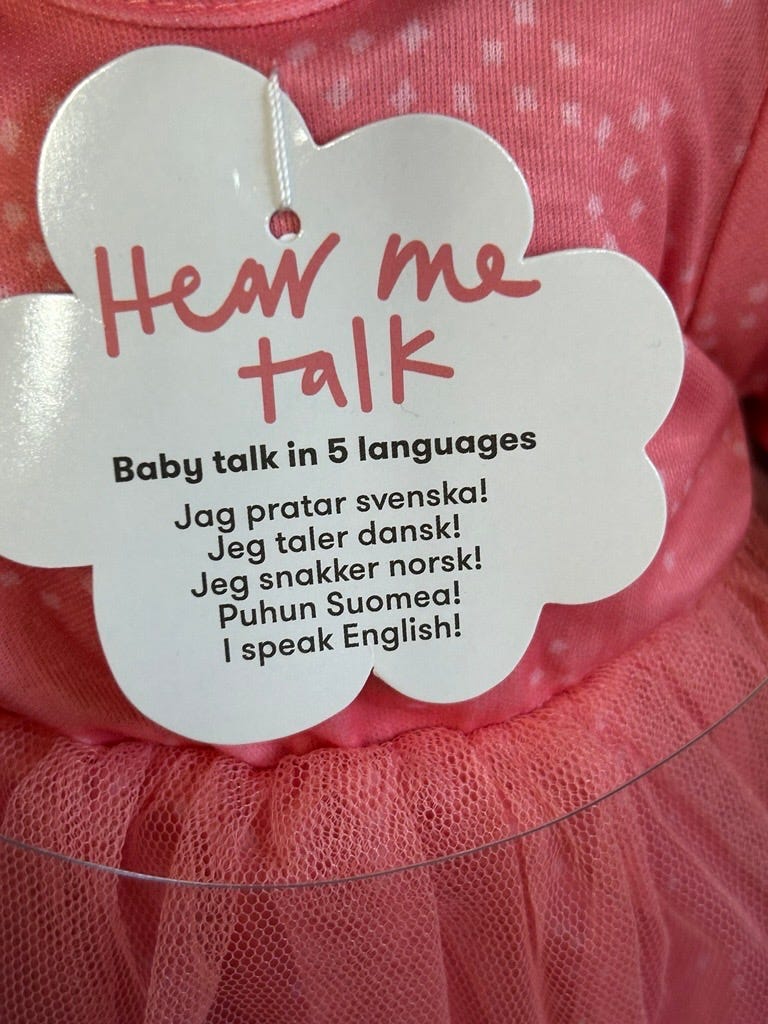 Hear me
talk
Baby talk in 5 languages
Jag pratar svenska!
Jeg taler dansk!
Jeg snakker norsk!
Puhun Suomea!
I speak English!